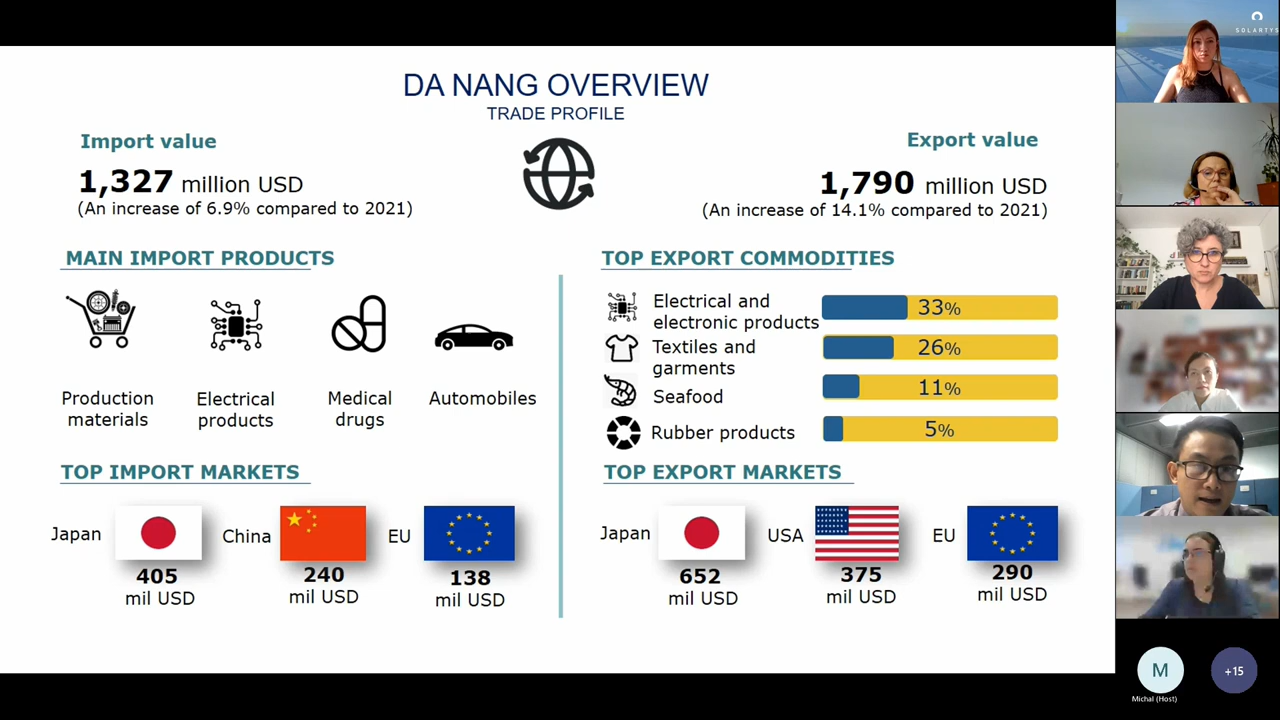 DA NANG OVERVIEW
TRADE PROFILE
Import value
1,327 million USD
(An increase of 6.9% compared to 2021)
Export value
1,790 million USD
(An increase of 14.1% compared to 2021)
MAIN IMPORT PRODUCTS
Production
materials
Electrical
products
Medical
drugs
Automobiles
TOP EXPORT COMMODITIES
Electrical and
electronic products
33%
Textiles and
garments
26%
Seafood
11%
Rubber products
5%
TOP IMPORT MARKETS
Japan
405
mil USD
China
240
mil USD
EU
138
mil USD
TOP EXPORT MARKETS
Japan
652
mil USD
USA
375
mil USD
EU
290
mil USD
SOLARTYS
M
Michal (Host)
+15